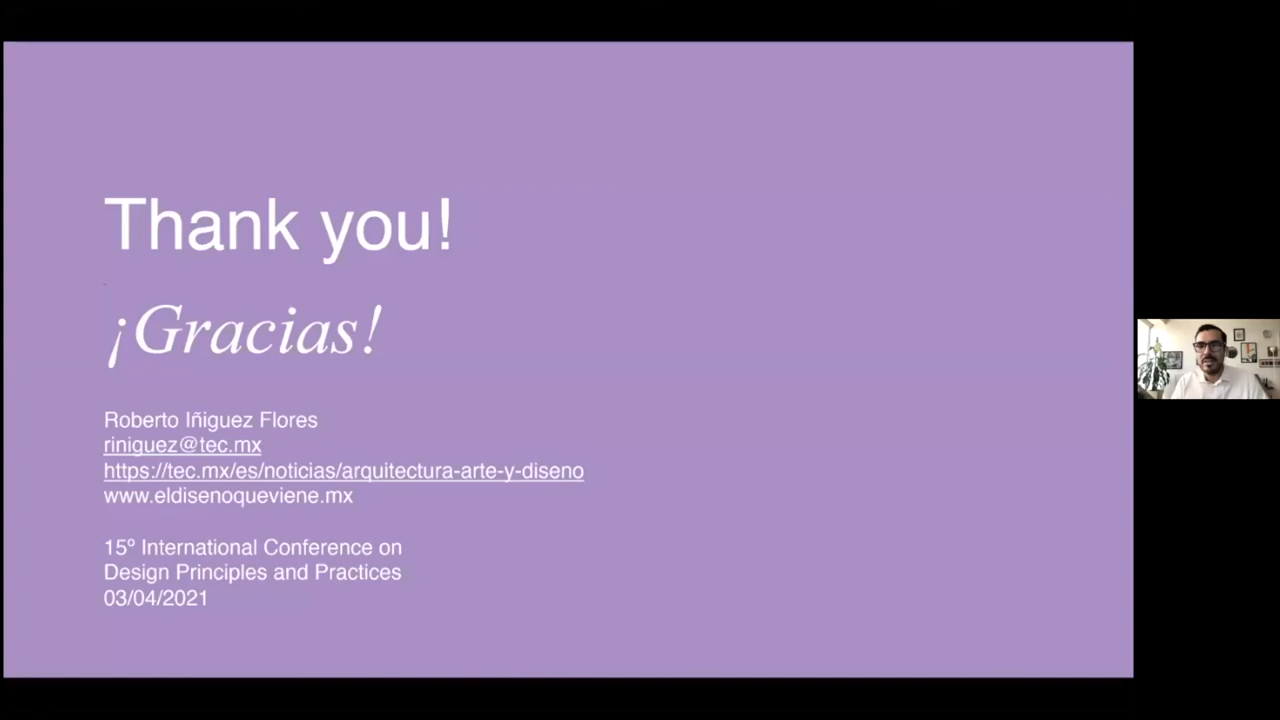 Thank you!
¡Gracias!
Roberto Iñiguez Flores
riniguez@tec.mx
https://tec.mx/es/noticias/arquitectura-arte-y-diseno
www.eldisenoqueviene.mx
15º International Conference on
Design Principles and Practices
03/04/2021